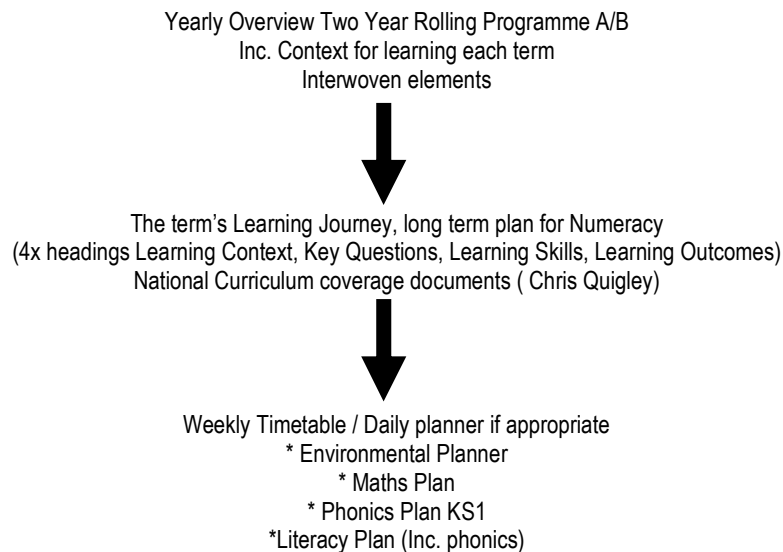 Yearly Overview Two Year Rolling Programme A/B
Inc. Context for learning each term
Interwoven elements
The term's Learning Journey, long term plan for Numeracy
(4x headings Learning Context, Key Questions, Learning Skills, Learning Outcomes)
National Curriculum coverage documents ( Chris Quigley)
Weekly Timetable / Daily planner if appropriate
* Environmental Planner
* Maths Plan
* Phonics Plan KS1
*Literacy Plan (Inc. phonics)